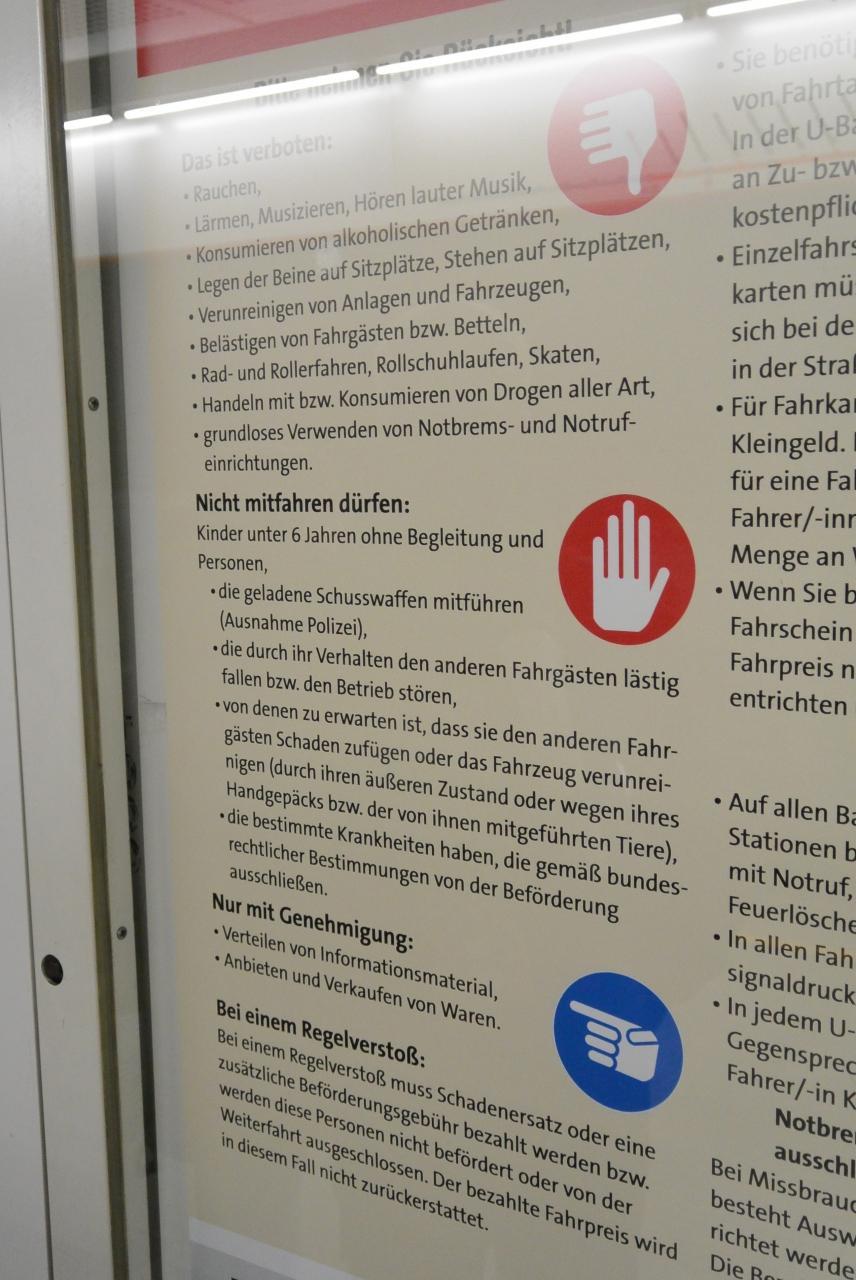 Bitte nehmen Sie Rücksicht!
Das ist verboten:
• Rauchen,
• Lärmen, Musizieren, Hören lauter Musik,
• Konsumieren von alkoholischen Getränken,
• Legen der Beine auf Sitzplätze, Stehen auf Sitzplätzen,
• Verunreinigen von Anlagen und Fahrzeugen,
• Belästigen von Fahrgästen bzw. Betteln,
• Rad- und Rollerfahren, Rollschuhlaufen, Skaten,
• Handeln mit bzw. Konsumieren von Drogen aller Art,
• grundloses Verwenden von Notbrems- und Notruf-
einrichtungen.
Nicht mitfahren dürfen:
Kinder unter 6 Jahren ohne Begleitung und
Personen,
• die geladene Schusswaffen mitführen
(Ausnahme Polizei),
• die durch ihr Verhalten den anderen Fahrgästen lästig
fallen bzw. den Betrieb stören,
• von denen zu erwarten ist, dass sie den anderen Fahr-
gästen Schaden zufügen oder das Fahrzeug verunrei-
nigen (durch ihren äußeren Zustand oder wegen ihres
Handgepäcks bzw. der von ihnen mitgeführten Tiere),
• die bestimmte Krankheiten haben, die gemäß bundes-
rechtlicher Bestimmungen von der Beförderung
ausschließen.
Nur mit Genehmigung:
• Verteilen von Informationsmaterial,
• Anbieten und Verkaufen von Waren.
Bei einem Regelverstoß:
Bei einem Regelverstoß muss Schadenersatz oder eine
zusätzliche Beförderungsgebühr bezahlt werden bzw.
werden diese Personen nicht befördert oder von der
Weiterfahrt ausgeschlossen. Der bezahlte Fahrpreis wird
in diesem Fall nicht zurückerstattet.
• Sie benöti
von Fahrta
In der U-Ba
an Zu- bzw
kostenpflic
• Einzelfahrs
karten mü
sich bei de
in der Straß
• Für Fahrkar
Kleingeld.
für eine Fah
Fahrer/-inn
Menge an
• Wenn Sie b
Fahrschein
Fahrpreis n
entrichten
• Auf allen Ba
Stationen b
mit Notruf,
Feuerlösche
• In allen Fah
signaldruck
• In jedem U-
Gegensprec
Fahrer/-in K
Notbre
ausschl
Bei Missbrauc
besteht Ausw
richtet werde